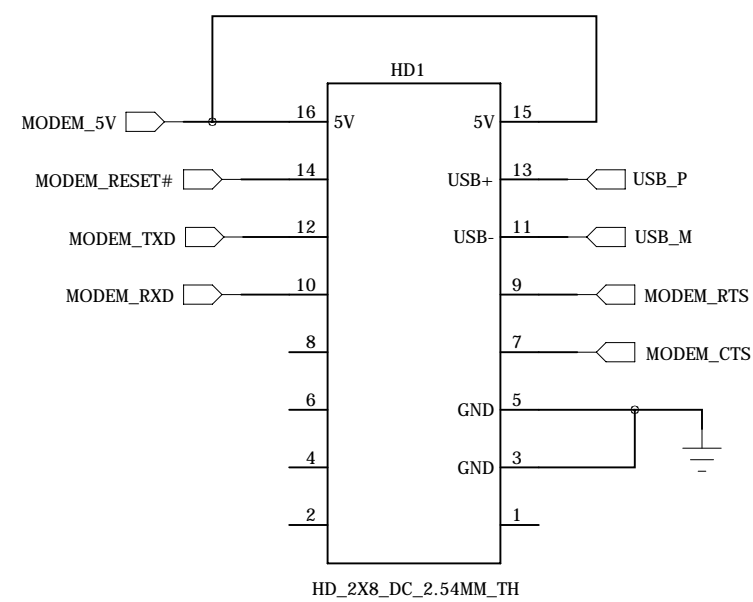 HD1
MODEM_5V 16 5V 5V 15
MODEM_RESET# 14 USB+ 13 USB_P
MODEM_TXD 12 USB- 11 USB_M
MODEM_RXD 10 9 MODEM_RTS
8 7 MODEM_CTS
6 GND 5
4 GND 3
2 1
HD_2X8_DC_2.54MM_TH